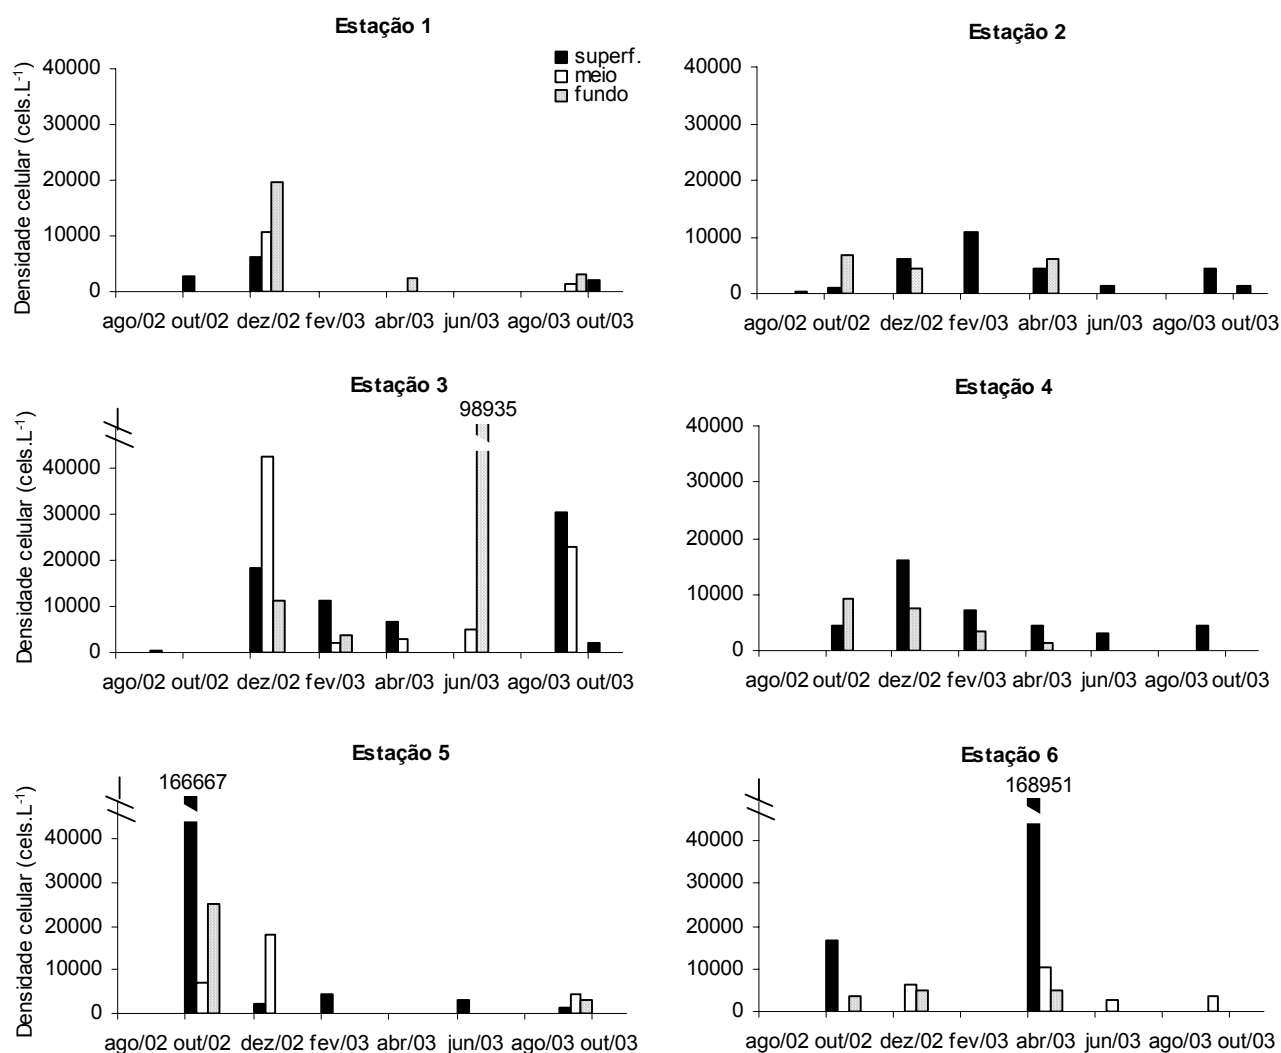 Estação 1
superf.
meio
fundo
Densidade celular (cels.L⁻¹)
40000
30000
20000
10000
0
ago/02 out/02 dez/02 fev/03 abr/03 jun/03 ago/03 out/03
Estação 2
40000
30000
20000
10000
0
ago/02 out/02 dez/02 fev/03 abr/03 jun/03 ago/03 out/03
Estação 3
98935
Densidade celular (cels.L⁻¹)
40000
30000
20000
10000
0
ago/02 out/02 dez/02 fev/03 abr/03 jun/03 ago/03 out/03
Estação 4
40000
30000
20000
10000
0
ago/02 out/02 dez/02 fev/03 abr/03 jun/03 ago/03 out/03
Estação 5
166667
Densidade celular (cels.L⁻¹)
40000
30000
20000
10000
0
ago/02 out/02 dez/02 fev/03 abr/03 jun/03 ago/03 out/03
Estação 6
168951
40000
30000
20000
10000
0
ago/02 out/02 dez/02 fev/03 abr/03 jun/03 ago/03 out/03